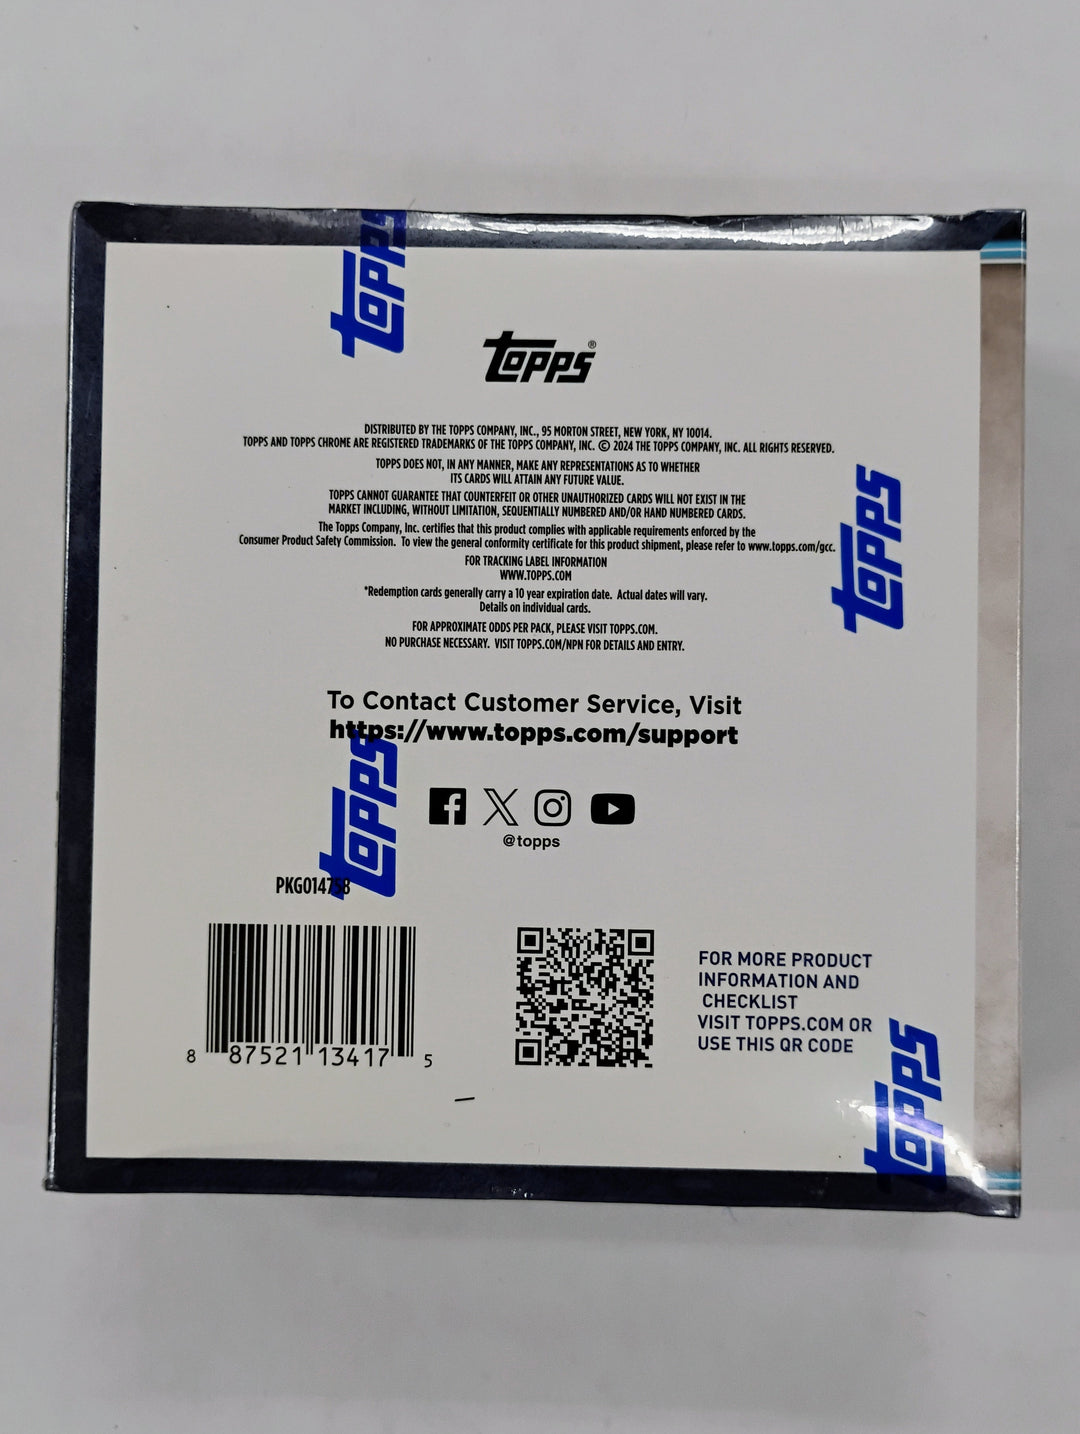 topps
topps®
DISTRIBUTED BY THE TOPPS COMPANY, INC., 95 MORTON STREET, NEW YORK, NY 10014.
TOPPS AND TOPPS CHROME ARE REGISTERED TRADEMARKS OF THE TOPPS COMPANY, INC. © 2024 THE TOPPS COMPANY, INC. ALL RIGHTS RESERVED.
TOPPS DOES NOT, IN ANY MANNER, MAKE ANY REPRESENTATIONS AS TO WHETHER
ITS CARDS WILL ATTAIN ANY FUTURE VALUE.
TOPPS CANNOT GUARANTEE THAT COUNTERFEIT OR OTHER UNAUTHORIZED CARDS WILL NOT EXIST IN THE
MARKET INCLUDING, WITHOUT LIMITATION, SEQUENTIALLY NUMBERED AND/OR HAND NUMBERED CARDS.
The Topps Company, Inc. certifies that this product complies with applicable requirements enforced by the
Consumer Product Safety Commission. To view the general conformity certificate for this product shipment, please refer to www.topps.com/gcc.
FOR TRACKING LABEL INFORMATION
WWW.TOPPS.COM
*Redemption cards generally carry a 10 year expiration date. Actual dates will vary.
Details on individual cards.
FOR APPROXIMATE ODDS PER PACK, PLEASE VISIT TOPPS.COM.
NO PURCHASE NECESSARY. VISIT TOPPS.COM/NPN FOR DETAILS AND ENTRY.
topps
To Contact Customer Service, Visit
https://www.topps.com/support
topps
@topps
PKG014758
8 87521 13417 5
FOR MORE PRODUCT
INFORMATION AND
CHECKLIST
VISIT TOPPS.COM OR
USE THIS QR CODE
topps